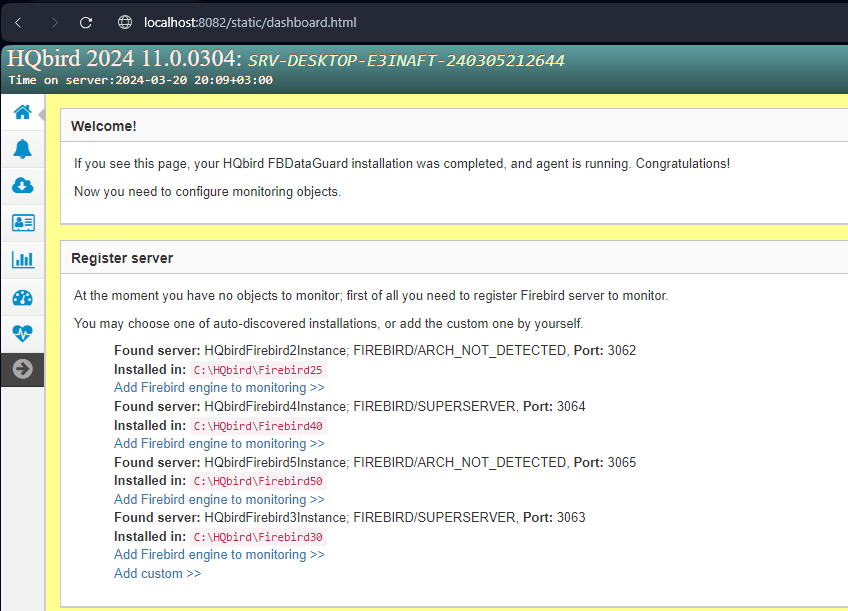 localhost:8082/static/dashboard.html
HQbird 2024 11.0.0304: SRV-DESKTOP-E3INAFT-240305212644
Time on server:2024-03-20 20:09+03:00
Welcome!
If you see this page, your HQbird FBDataGuard installation was completed, and agent is running. Congratulations!
Now you need to configure monitoring objects.
Register server
At the moment you have no objects to monitor; first of all you need to register Firebird server to monitor.
You may choose one of auto-discovered installations, or add the custom one by yourself.
Found server: HQbirdFirebird2Instance; FIREBIRD/ARCH_NOT_DETECTED, Port: 3062
Installed in: C:\HQbird\Firebird25
Add Firebird engine to monitoring >>
Found server: HQbirdFirebird4Instance; FIREBIRD/SUPERSERVER, Port: 3064
Installed in: C:\HQbird\Firebird40
Add Firebird engine to monitoring >>
Found server: HQbirdFirebird5Instance; FIREBIRD/ARCH_NOT_DETECTED, Port: 3065
Installed in: C:\HQbird\Firebird50
Add Firebird engine to monitoring >>
Found server: HQbirdFirebird3Instance; FIREBIRD/SUPERSERVER, Port: 3063
Installed in: C:\HQbird\Firebird30
Add Firebird engine to monitoring >>
Add custom >>